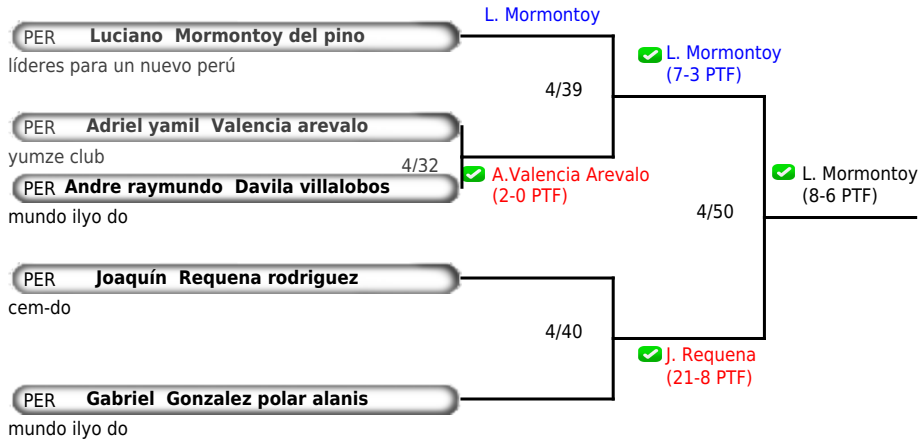 L. Mormontoy
PER Luciano Mormontoy del pino
líderes para un nuevo perú
L. Mormontoy
(7-3 PTF)
4/39
PER Adriel yamil Valencia arevalo
yumze club
4/32
A.Valencia Arevalo
(2-0 PTF)
PER Andre raymundo Davila villalobos
mundo ilyo do
L. Mormontoy
(8-6 PTF)
4/50
PER Joaquín Requena rodriguez
cem-do
4/40
J. Requena
(21-8 PTF)
PER Gabriel Gonzalez polar alanis
mundo ilyo do